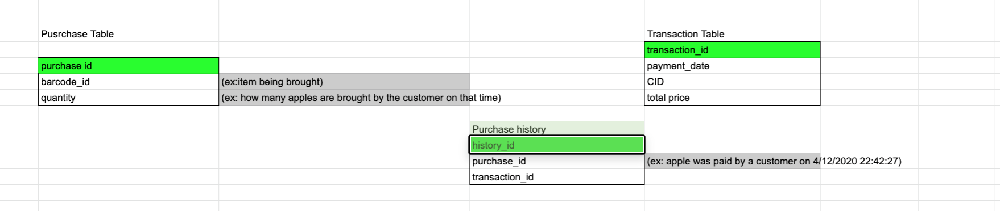 Pusrchase Table
purchase id
barcode_id (ex:item being brought)
quantity (ex: how many apples are brought by the customer on that time)
Transaction Table
transaction_id
payment_date
CID
total price
Purchase history
history_id
purchase_id (ex: apple was paid by a customer on 4/12/2020 22:42:27)
transaction_id